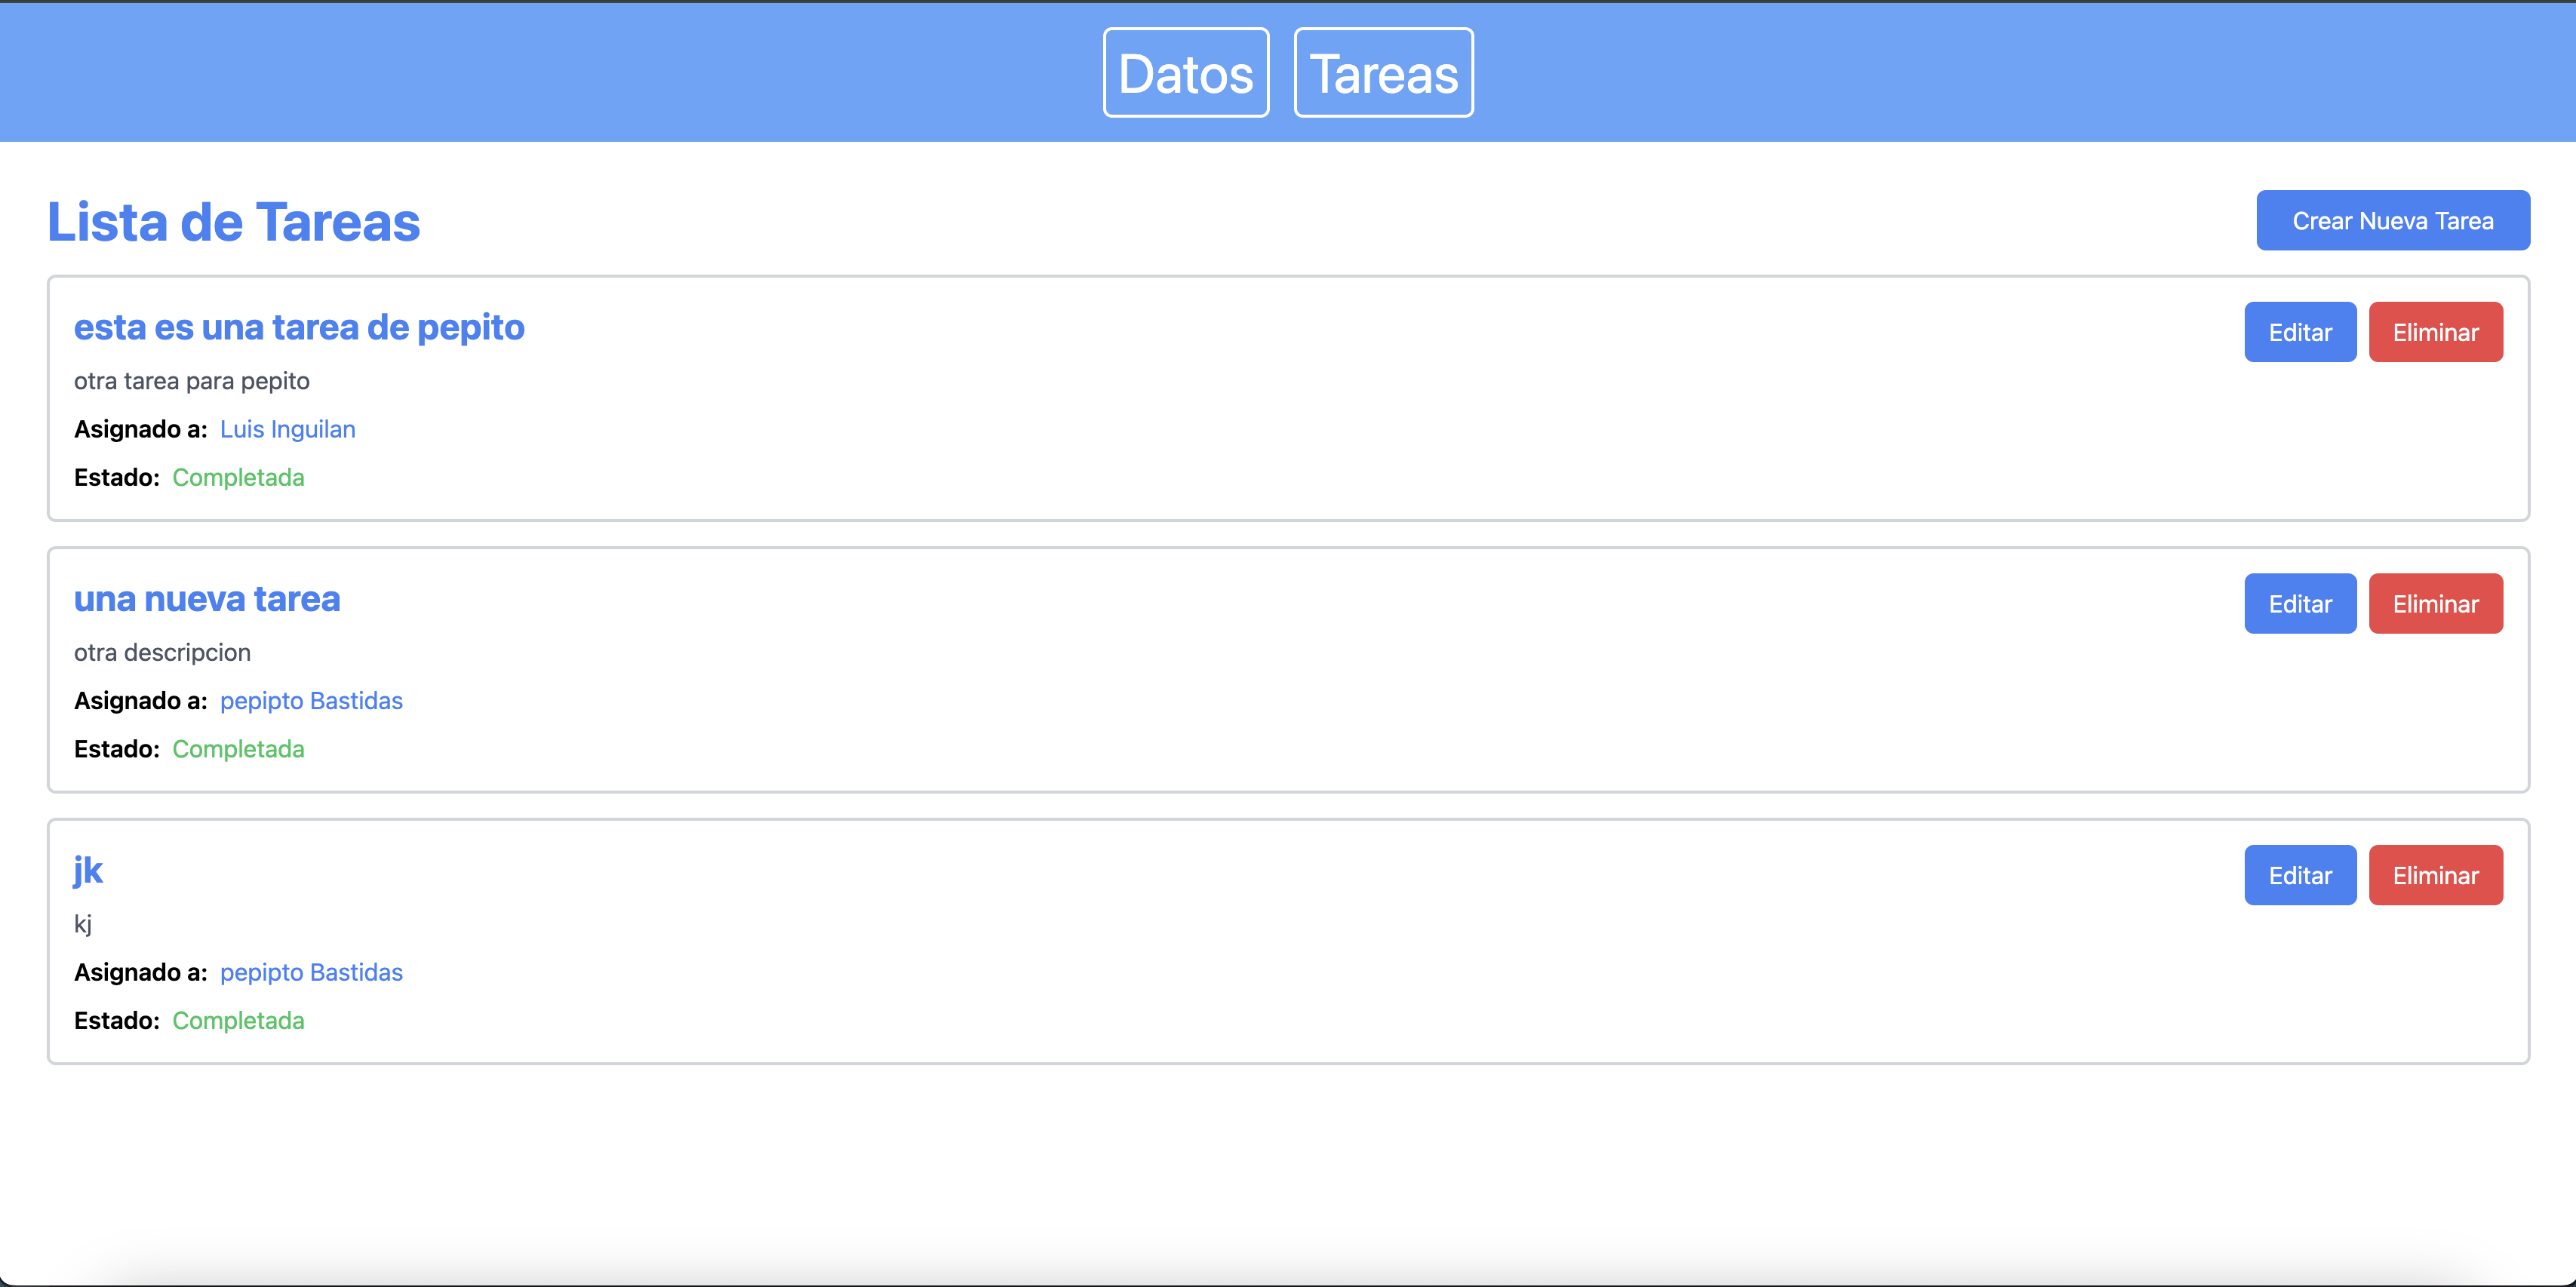 Datos Tareas
Lista de Tareas
Crear Nueva Tarea
esta es una tarea de pepito
Editar Eliminar
otra tarea para pepito
Asignado a: Luis Inguilan
Estado: Completada
una nueva tarea
Editar Eliminar
otra descripcion
Asignado a: pepipto Bastidas
Estado: Completada
jk
Editar Eliminar
kj
Asignado a: pepipto Bastidas
Estado: Completada